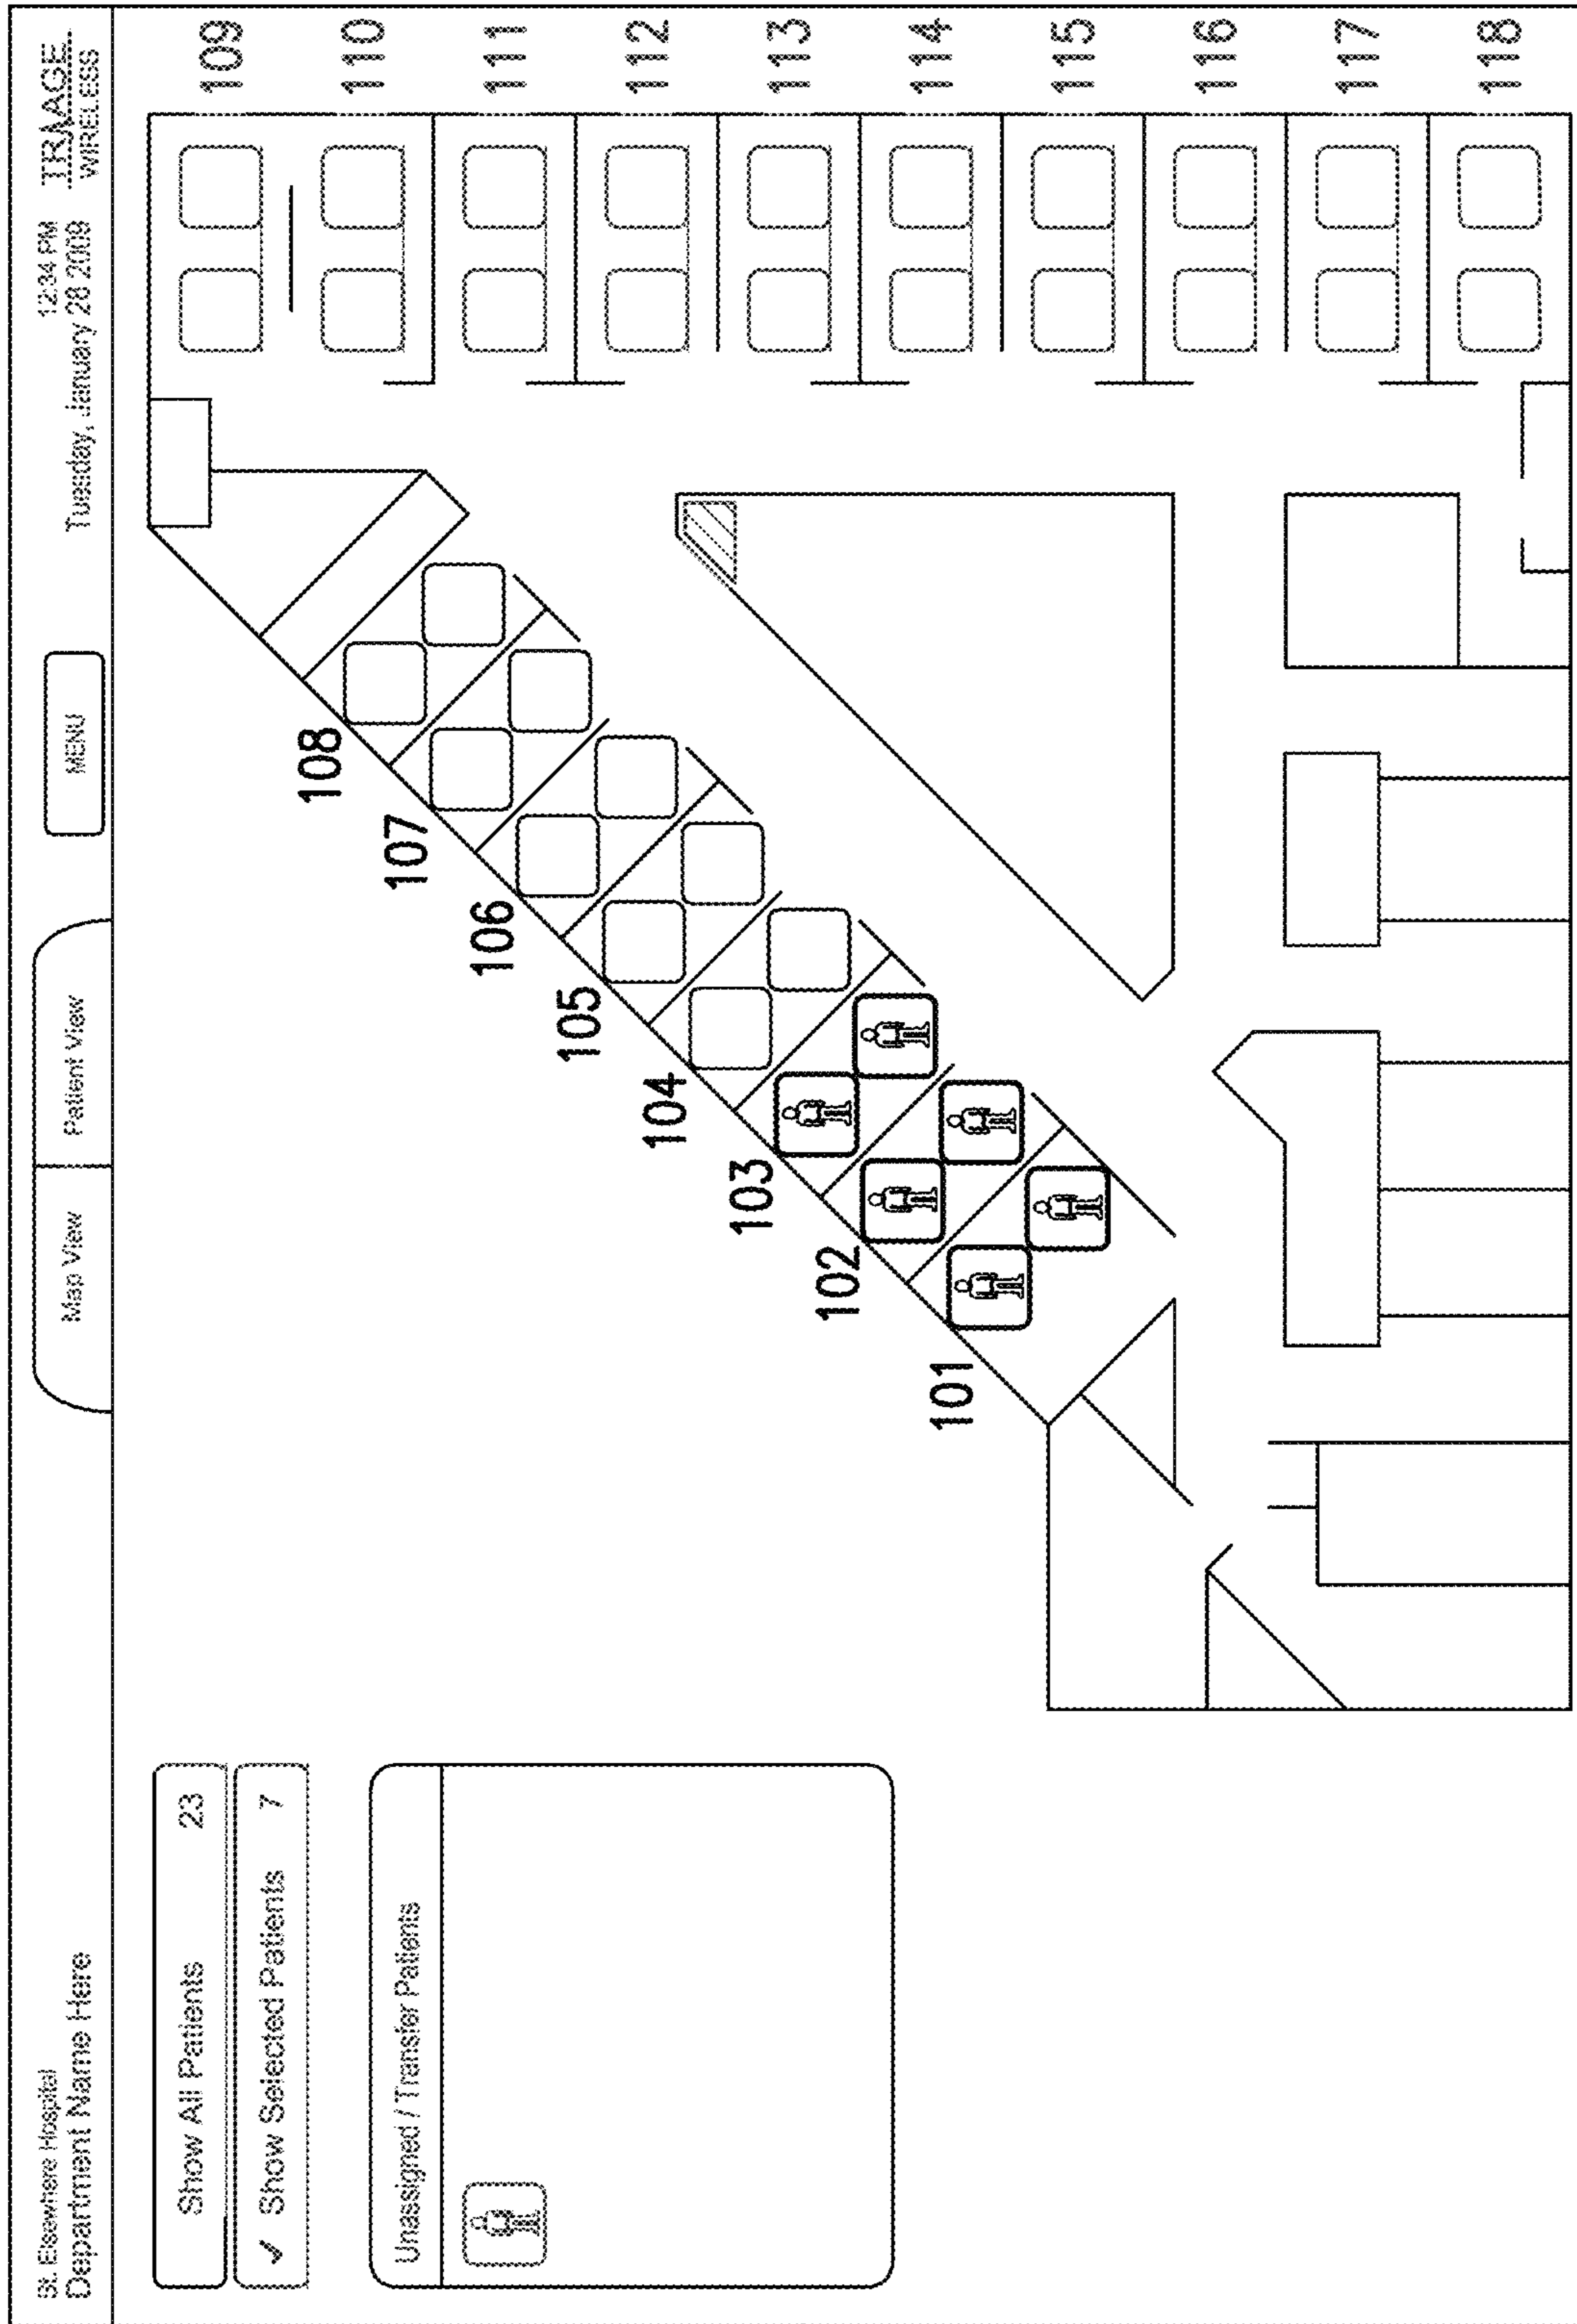 St. Elsewhere Hospital
Department Name Here
Map View
Patient View
MENU
12:34 PM
Tuesday, January 28 2009
TRIAGE
WIRELESS
Show All Patients 23
✓ Show Selected Patients 7
Unassigned / Transfer Patients
101
102
103
104
105
106
107
108
109
110
111
112
113
114
115
116
117
118